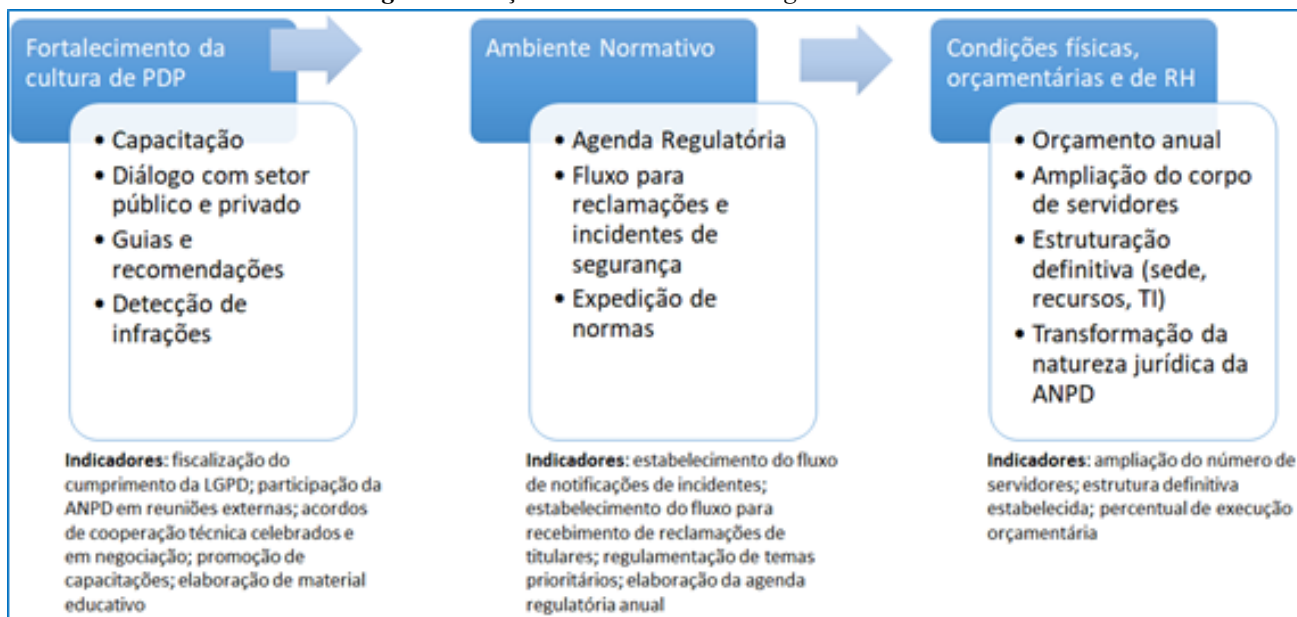 Fortalecimento da
cultura de PDP
• Capacitação
• Diálogo com setor
público e privado
• Guias e
recomendações
• Detecção de
infrações
Indicadores: fiscalização do
cumprimento da LGPD; participação da
ANPD em reuniões externas; acordos
de cooperação técnica celebrados e
em negociação; promoção de
capacitações; elaboração de material
educativo
Ambiente Normativo
• Agenda Regulatória
• Fluxo para
reclamações e
incidentes de
segurança
• Expedição de
normas
Indicadores: estabelecimento do fluxo
de notificações de incidentes;
estabelecimento do fluxo para
recebimento de reclamações de
titulares; regulamentação de temas
prioritários; elaboração da agenda
regulatória anual
Condições físicas,
orçamentárias e de RH
• Orçamento anual
• Ampliação do corpo
de servidores
• Estruturação
definitiva (sede,
recursos, TI)
• Transformação da
natureza jurídica da
ANPD
Indicadores: ampliação do número de
servidores; estrutura definitiva
estabelecida; percentual de execução
orçamentária